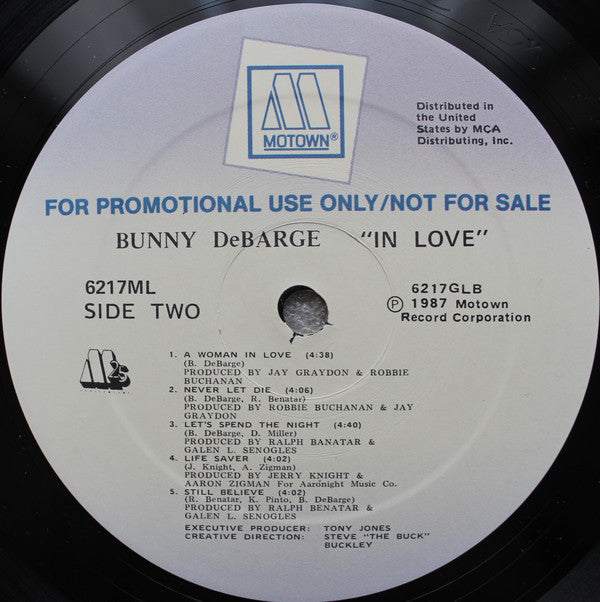 MOTOWN®
Distributed in
the United
States by MCA
Distributing, Inc.
FOR PROMOTIONAL USE ONLY/NOT FOR SALE
BUNNY DeBARGE "IN LOVE"
6217ML
SIDE TWO
6217GLB
Ⓟ 1987 Motown
Record Corporation
M25
1. A WOMAN IN LOVE (4:38)
(B. DeBarge)
PRODUCED BY JAY GRAYDON & ROBBIE
BUCHANAN
2. NEVER LET DIE (4:06)
(B. DeBarge, R. Benatar)
PRODUCED BY ROBBIE BUCHANAN & JAY
GRAYDON
3. LET'S SPEND THE NIGHT (4:40)
(B. DeBarge, D. Miller)
PRODUCED BY RALPH BANATAR &
GALEN L. SENOGLES
4. LIFE SAVER (4:02)
(J. Knight, A. Zigman)
PRODUCED BY JERRY KNIGHT &
AARON ZIGMAN For Aaronight Music Co.
5. STILL BELIEVE (4:02)
(R. Benatar, K. Pinto, B. DeBarge)
PRODUCED BY RALPH BENATAR &
GALEN L. SENOGLES
EXECUTIVE PRODUCER: TONY JONES
CREATIVE DIRECTION: STEVE "THE BUCK"
BUCKLEY